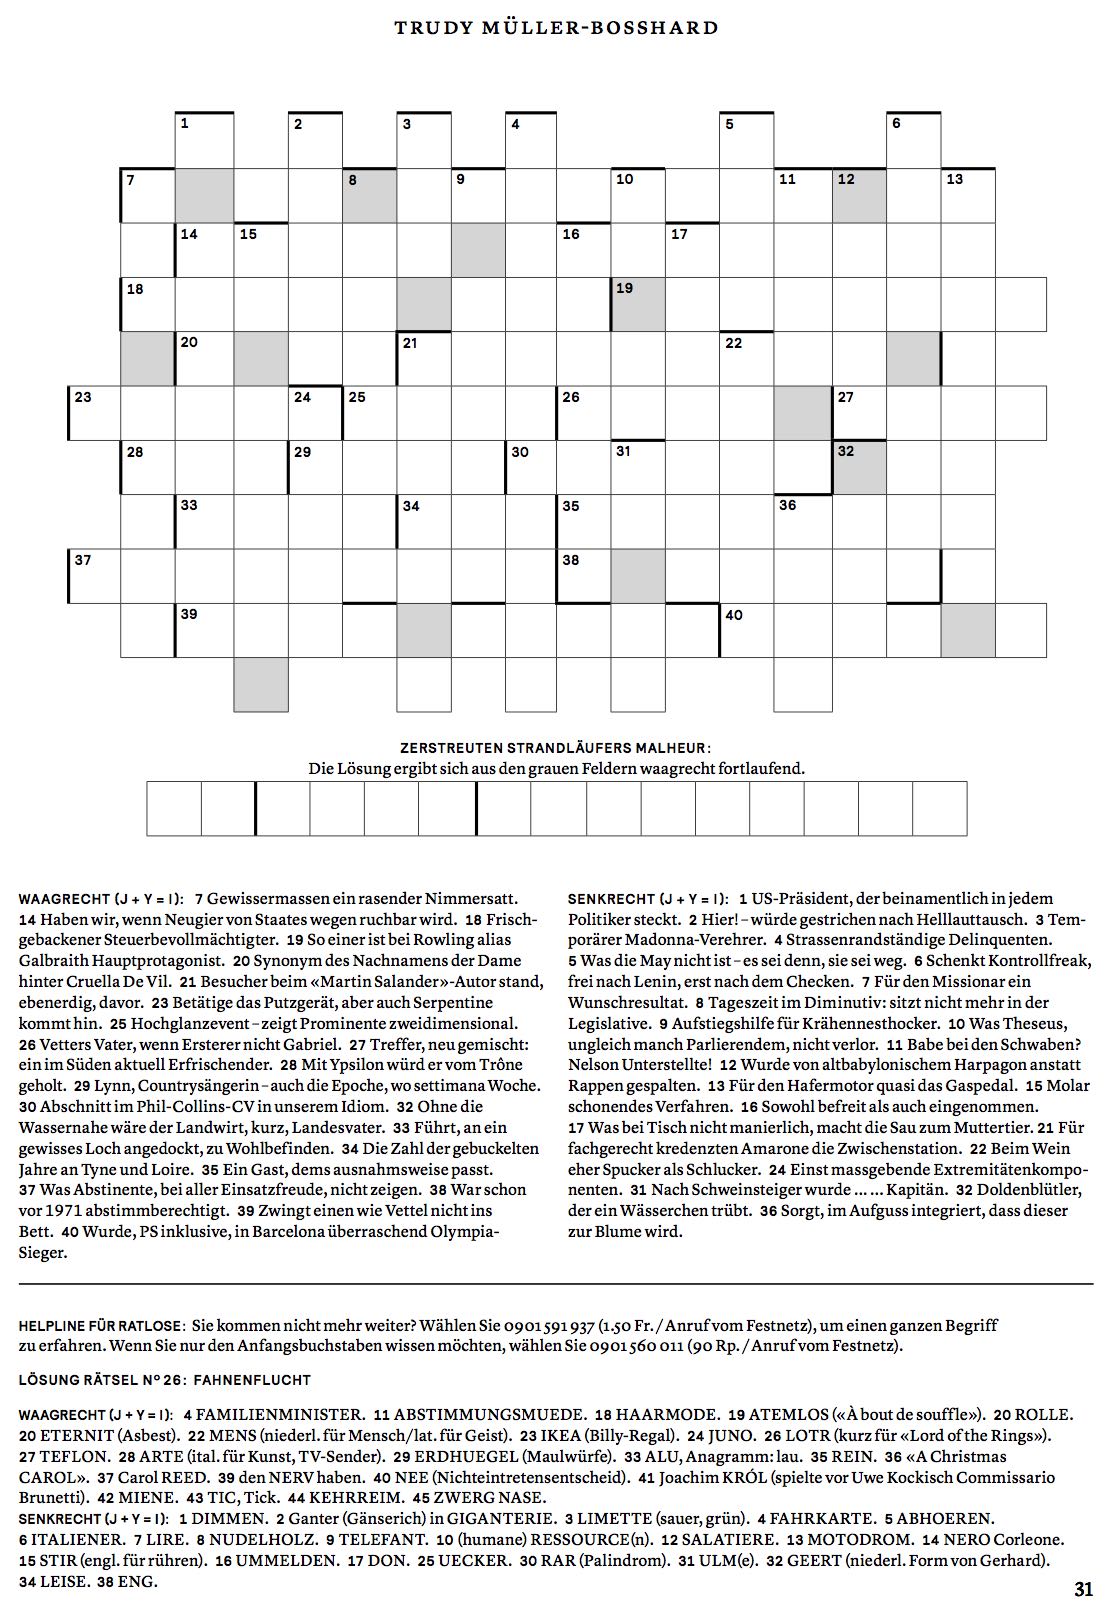 TRUDY MÜLLER-BOSSHARD
1 2 3 4 5 6
7 8 9 10 11 12 13
14 15 16 17
18 19
20 21 22
23 24 25 26 27
28 29 30 31 32
33 34 35 36
37 38
39 40
ZERSTREUTEN STRANDLÄUFERS MALHEUR:
Die Lösung ergibt sich aus den grauen Feldern waagrecht fortlaufend.
WAAGRECHT (J + Y = I): 7 Gewissermassen ein rasender Nimmersatt.
14 Haben wir, wenn Neugier von Staates wegen ruchbar wird. 18 Frisch-
gebackener Steuerbevollmächtigter. 19 So einer ist bei Rowling alias
Galbraith Hauptprotagonist. 20 Synonym des Nachnamens der Dame
hinter Cruella De Vil. 21 Besucher beim «Martin Salander»-Autor stand,
ebenerdig, davor. 23 Betätige das Putzgerät, aber auch Serpentine
kommt hin. 25 Hochglanzevent – zeigt Prominente zweidimensional.
26 Vetters Vater, wenn Ersterer nicht Gabriel. 27 Treffer, neu gemischt:
ein im Süden aktuell Erfrischender. 28 Mit Ypsilon würd er vom Trône
geholt. 29 Lynn, Countrysängerin – auch die Epoche, wo settimana Woche.
30 Abschnitt im Phil-Collins-CV in unserem Idiom. 32 Ohne die
Wassernahe wäre der Landwirt, kurz, Landesvater. 33 Führt, an ein
gewisses Loch angedockt, zu Wohlbefinden. 34 Die Zahl der gebuckelten
Jahre an Tyne und Loire. 35 Ein Gast, dems ausnahmsweise passt.
37 Was Abstinente, bei aller Einsatzfreude, nicht zeigen. 38 War schon
vor 1971 abstimmberechtigt. 39 Zwingt einen wie Vettel nicht ins
Bett. 40 Wurde, PS inklusive, in Barcelona überraschend Olympia-
Sieger.
SENKRECHT (J + Y = I): 1 US-Präsident, der beinamentlich in jedem
Politiker steckt. 2 Hier! – würde gestrichen nach Helllauttausch. 3 Tem-
porärer Madonna-Verehrer. 4 Strassenrandständige Delinquenten.
5 Was die May nicht ist – es sei denn, sie sei weg. 6 Schenkt Kontrollfreak,
frei nach Lenin, erst nach dem Checken. 7 Für den Missionar ein
Wunschresultat. 8 Tageszeit im Diminutiv: sitzt nicht mehr in der
Legislative. 9 Aufstiegshilfe für Krähennesthocker. 10 Was Theseus,
ungleich manch Parlierendem, nicht verlor. 11 Babe bei den Schwaben?
Nelson Unterstellte! 12 Wurde von altbabylonischem Harpagon anstatt
Rappen gespalten. 13 Für den Hafermotor quasi das Gaspedal. 15 Molar
schonendes Verfahren. 16 Sowohl befreit als auch eingenommen.
17 Was bei Tisch nicht manierlich, macht die Sau zum Muttertier. 21 Für
fachgerecht kredenzten Amarone die Zwischenstation. 22 Beim Wein
eher Spucker als Schlucker. 24 Einst massgebende Extremitätenkompo-
nenten. 31 Nach Schweinsteiger wurde ... ... Kapitän. 32 Doldenblütler,
der ein Wässerchen trübt. 36 Sorgt, im Aufguss integriert, dass dieser
zur Blume wird.
HELPLINE FÜR RATLOSE: Sie kommen nicht mehr weiter? Wählen Sie 0901 591 937 (1.50 Fr. / Anruf vom Festnetz), um einen ganzen Begriff
zu erfahren. Wenn Sie nur den Anfangsbuchstaben wissen möchten, wählen Sie 0901 560 011 (90 Rp. / Anruf vom Festnetz).
LÖSUNG RÄTSEL Nº 26: FAHNENFLUCHT
WAAGRECHT (J + Y = I): 4 FAMILIENMINISTER. 11 ABSTIMMUNGSMUEDE. 18 HAARMODE. 19 ATEMLOS («À bout de souffle»). 20 ROLLE.
20 ETERNIT (Asbest). 22 MENS (niederl. für Mensch/lat. für Geist). 23 IKEA (Billy-Regal). 24 JUNO. 26 LOTR (kurz für «Lord of the Rings»).
27 TEFLON. 28 ARTE (ital. für Kunst, TV-Sender). 29 ERDHUEGEL (Maulwürfe). 33 ALU, Anagramm: lau. 35 REIN. 36 «A Christmas
CAROL». 37 Carol REED. 39 den NERV haben. 40 NEE (Nichteintretensentscheid). 41 Joachim KRÓL (spielte vor Uwe Kockisch Commissario
Brunetti). 42 MIENE. 43 TIC, Tick. 44 KEHRREIM. 45 ZWERG NASE.
SENKRECHT (J + Y = I): 1 DIMMEN. 2 Ganter (Gänserich) in GIGANTERIE. 3 LIMETTE (sauer, grün). 4 FAHRKARTE. 5 ABHOEREN.
6 ITALIENER. 7 LIRE. 8 NUDELHOLZ. 9 TELEFANT. 10 (humane) RESSOURCE(n). 12 SALATIERE. 13 MOTODROM. 14 NERO Corleone.
15 STIR (engl. für rühren). 16 UMMELDEN. 17 DON. 25 UECKER. 30 RAR (Palindrom). 31 ULM(e). 32 GEERT (niederl. Form von Gerhard).
34 LEISE. 38 ENG.
31